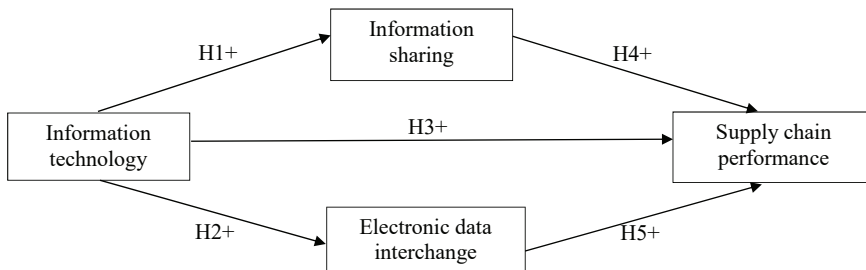 Information
sharing
H1+
H4+
Information
technology
H3+
Supply chain
performance
H2+
Electronic data
interchange
H5+